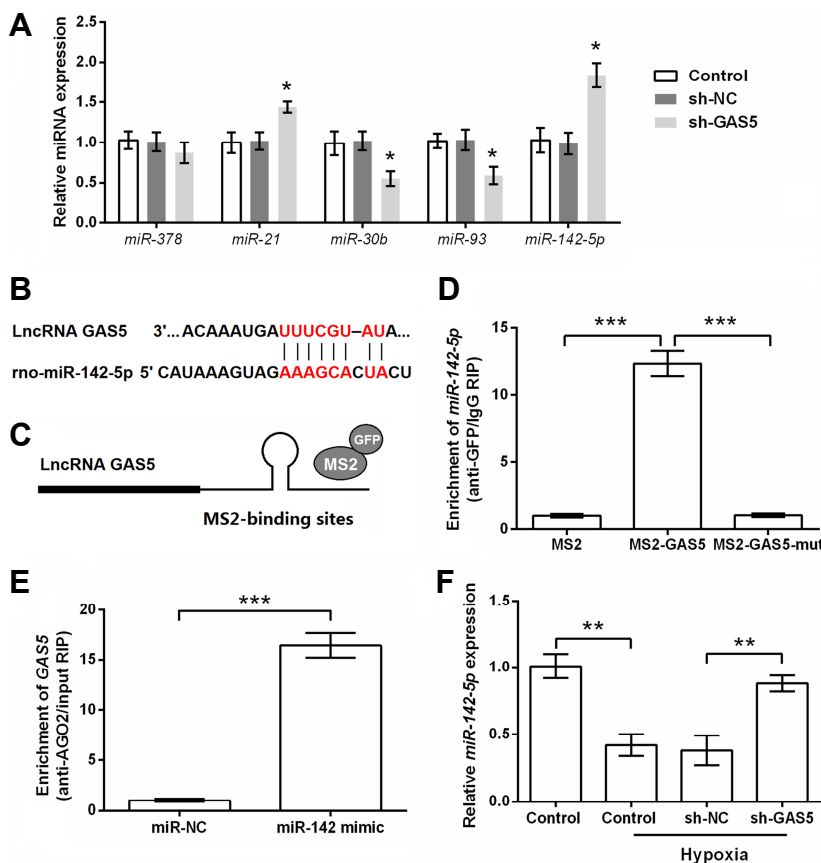 A
Relative miRNA expression
2.5
2.0
1.5
1.0
0.5
0.0
*
*
*
*
miR-378
miR-21
miR-30b
miR-93
miR-142-5p
Control
sh-NC
sh-GAS5
B
LncRNA GAS5 3'... ACAAAUGAUUUCGU–AUA...
rno-miR-142-5p 5' CAUAAAGUAGAAAGCACUACU
C
LncRNA GAS5
GFP
MS2
MS2-binding sites
D
Enrichment of miR-142-5p
(anti-GFP/IgG RIP)
15
10
5
0
***
***
MS2
MS2-GAS5
MS2-GAS5-mut
E
Enrichment of GAS5
(anti-AGO2/input RIP)
20
15
10
5
0
***
miR-NC
miR-142 mimic
F
Relative miR-142-5p expression
1.5
1.0
0.5
0.0
**
**
Control
Control
sh-NC
sh-GAS5
Hypoxia